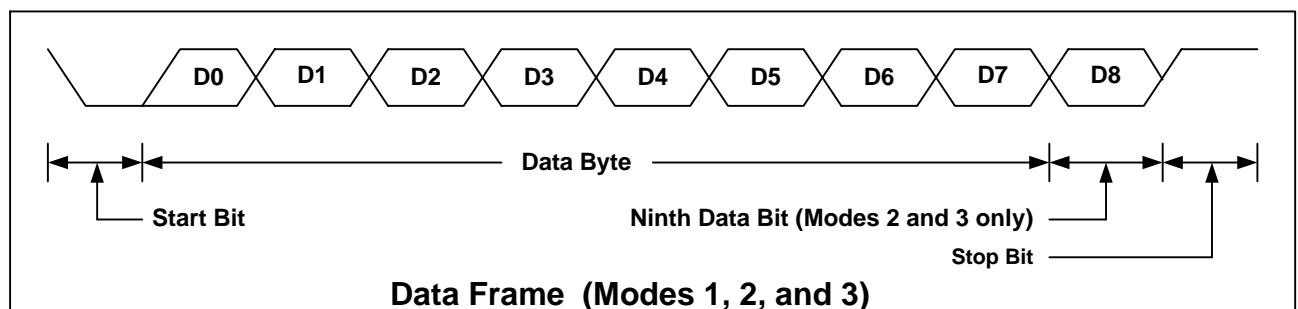 D0 D1 D2 D3 D4 D5 D6 D7 D8
Data Byte
Start Bit
Ninth Data Bit (Modes 2 and 3 only)
Stop Bit
Data Frame (Modes 1, 2, and 3)